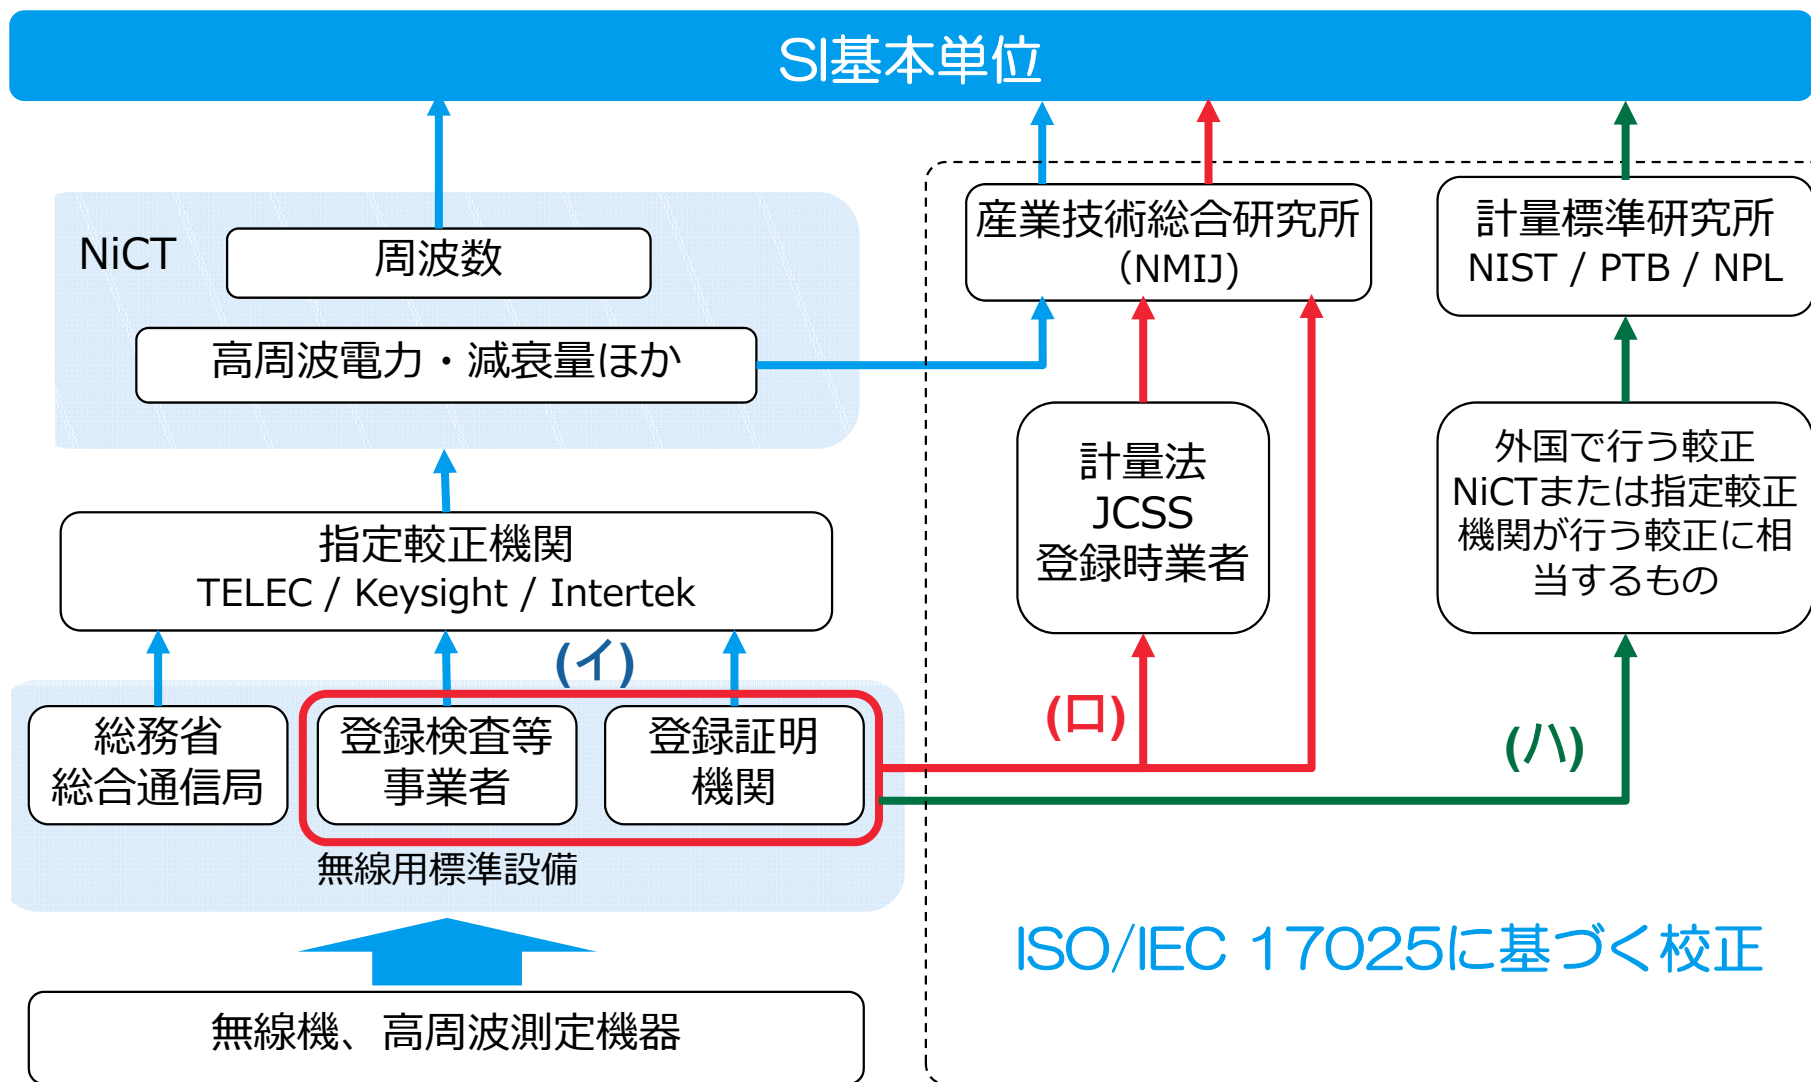 SI基本単位
NiCT
周波数
高周波電力・減衰量ほか
産業技術総合研究所
（NMIJ)
計量標準研究所
NIST / PTB / NPL
指定較正機関
TELEC / Keysight / Intertek
計量法
JCSS
登録時業者
外国で行う較正
NiCTまたは指定較正
機関が行う較正に相
当するもの
(イ)
(ロ)
(ハ)
総務省
総合通信局
登録検査等
事業者
登録証明
機関
無線用標準設備
ISO/IEC 17025に基づく校正
無線機、高周波測定機器